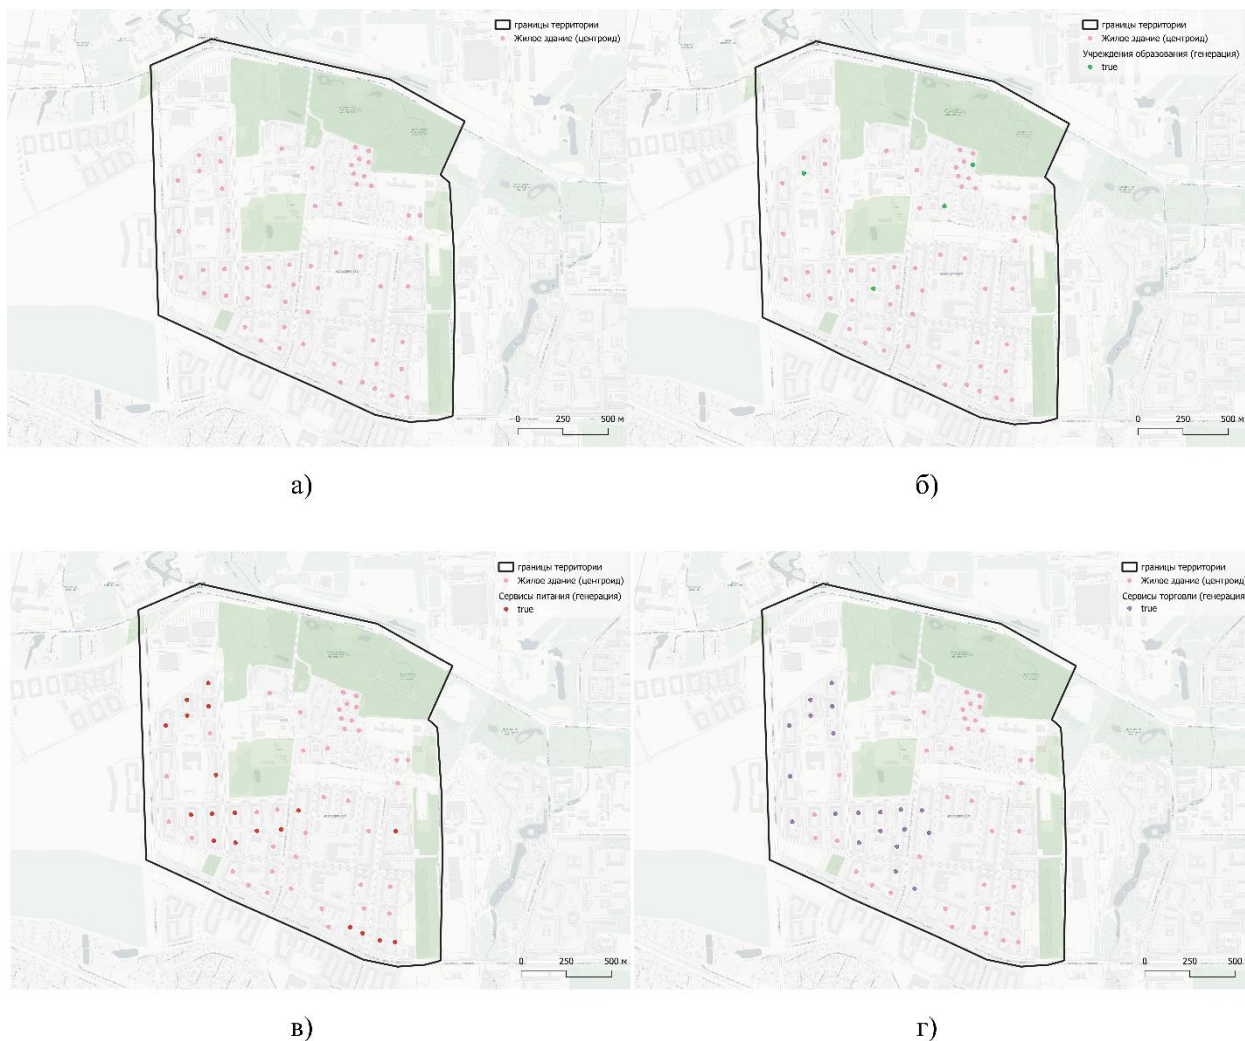 границы территории
Жилое здание (центроид)
0 250 500 м
а)
границы территории
Жилое здание (центроид)
Учреждения образования (генерация)
true
0 250 500 м
б)
границы территории
Жилое здание (центроид)
Сервисы питания (генерация)
true
0 250 500 м
в)
границы территории
Жилое здание (центроид)
Сервисы торговли (генерация)
true
0 250 500 м
г)